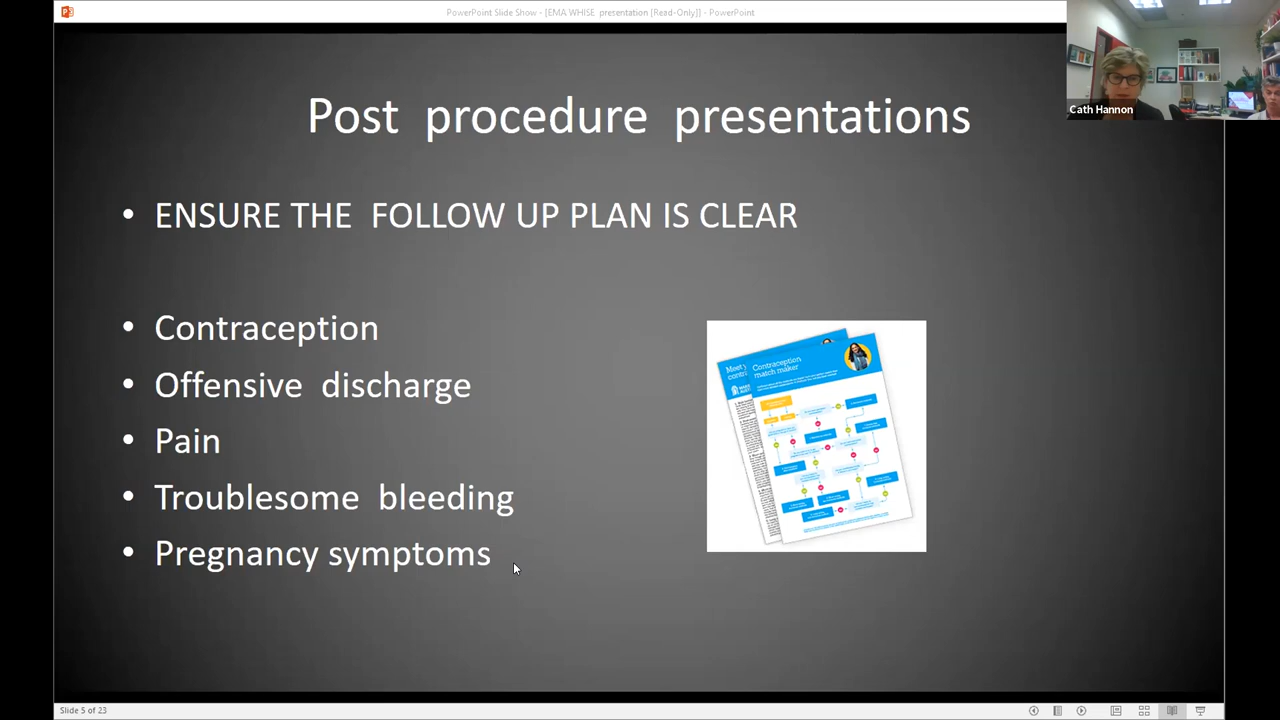 PowerPoint Slide Show - [EMA WHISE presentation [Read-Only]] - PowerPoint
Cath Hannon
Post procedure presentations
• ENSURE THE FOLLOW UP PLAN IS CLEAR
• Contraception
• Offensive discharge
• Pain
• Troublesome bleeding
• Pregnancy symptoms
Contraception
match maker
Slide 5 of 23